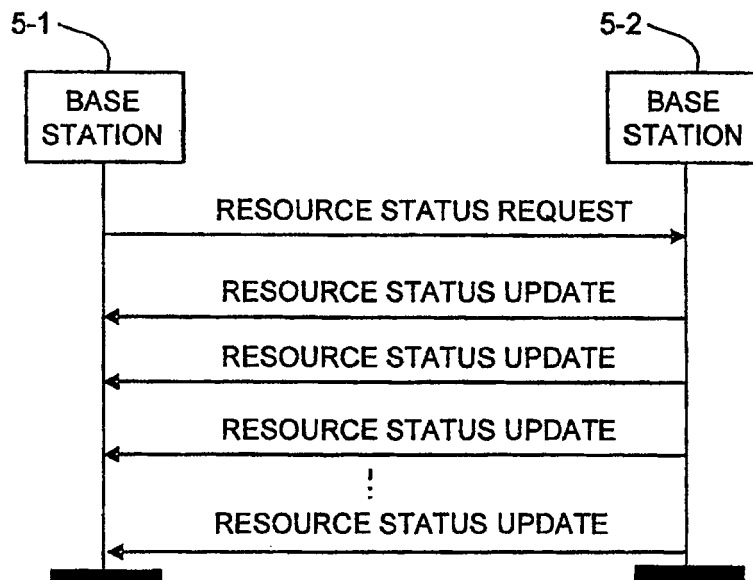 5-1
5-2
BASE
STATION
BASE
STATION
RESOURCE STATUS REQUEST
RESOURCE STATUS UPDATE
RESOURCE STATUS UPDATE
RESOURCE STATUS UPDATE
RESOURCE STATUS UPDATE